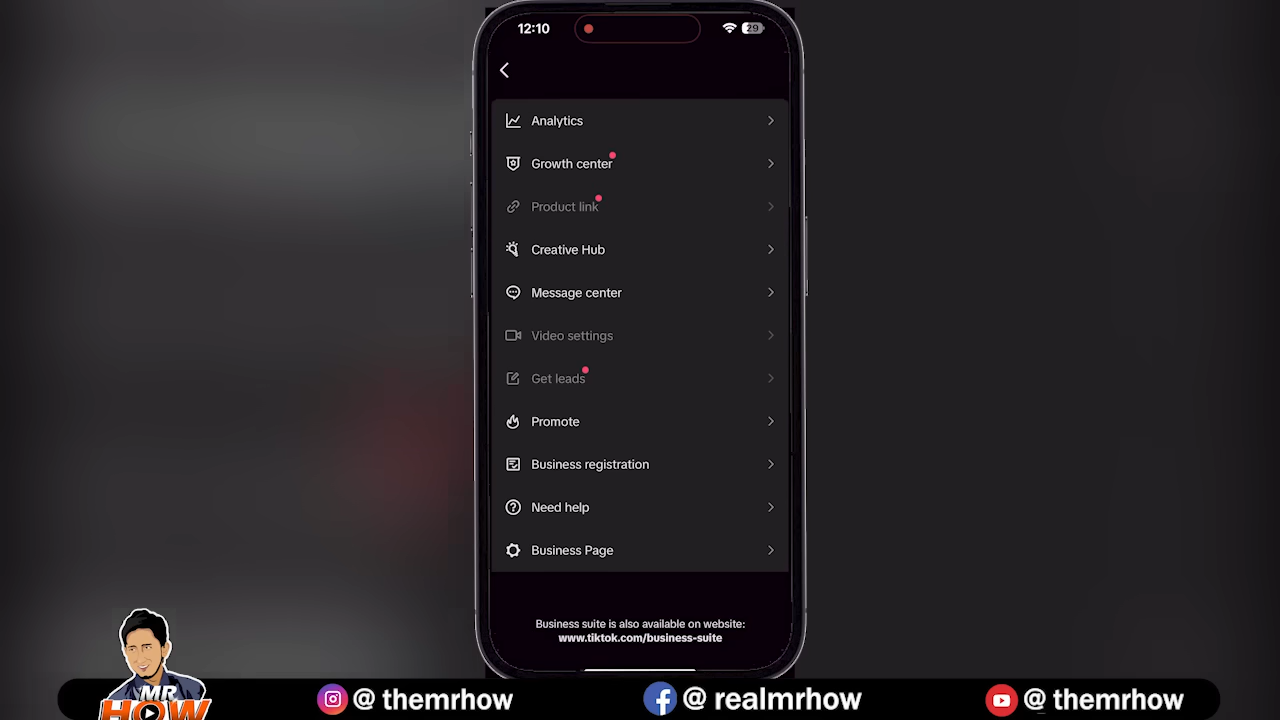 12:10
29
Analytics
Growth center
Product link
Creative Hub
Message center
Video settings
Get leads
Promote
Business registration
Need help
Business Page
Business suite is also available on website:
www.tiktok.com/business-suite
MR
HOW
@ themrhow
@ realmrhow
@ themrhow